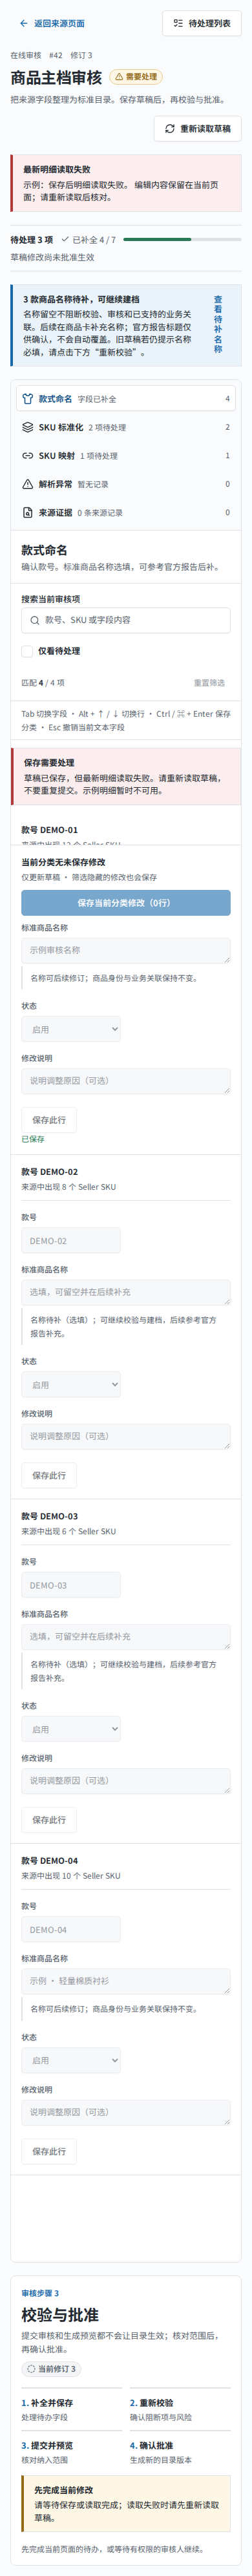 返回来源页面
待处理列表
在线审核 #42 修订 3
商品主档审核
需要处理
把来源字段整理为标准目录。保存草稿后，再校验与批准。
重新读取草稿
最新明细读取失败
示例：保存后明细读取失败。 编辑内容保留在当前页
面；请重新读取后核对。
待处理 3 项
已补全 4 / 7
草稿修改尚未批准生效
3 款商品名称待补，可继续建档
名称留空不阻断校验、审核和已支持的业务关
联。后续在商品卡补充名称；官方报告标题仅
供确认，不会自动覆盖。旧草稿若仍提示名称
必填，请点击下方“重新校验”。
查
看
待
补
名
称
款式命名 字段已补全 4
SKU 标准化 2 项待处理 2
SKU 映射 1 项待处理 1
解析异常 暂无记录 0
来源证据 0 条来源记录 0
款式命名
确认款号。标准商品名称选填，可参考官方报告后补。
搜索当前审核项
款号、SKU 或字段内容
仅看待处理
匹配 4 / 4 项
重置筛选
Tab 切换字段 · Alt + ↑ / ↓ 切换行 · Ctrl / ⌘ + Enter 保存
分类 · Esc 撤销当前文本字段
保存需要处理
草稿已保存，但最新明细读取失败。请重新读取草稿，
不要重复提交。示例明细暂时不可用。
款号 DEMO-01
当前分类无未保存修改
仅更新草稿 · 筛选隐藏的修改也会保存
保存当前分类修改（0行）
标准商品名称
示例审核名称
名称可后续修订；商品身份与业务关联保持不变。
状态
启用
修改说明
说明调整原因（可选）
保存此行
已保存
款号 DEMO-02
来源中出现 8 个 Seller SKU
款号
DEMO-02
标准商品名称
选填，可留空并在后续补充
名称待补（选填）；可继续校验与建档，后续参考官方
报告补充。
状态
启用
修改说明
说明调整原因（可选）
保存此行
款号 DEMO-03
来源中出现 6 个 Seller SKU
款号
DEMO-03
标准商品名称
选填，可留空并在后续补充
名称待补（选填）；可继续校验与建档，后续参考官方
报告补充。
状态
启用
修改说明
说明调整原因（可选）
保存此行
款号 DEMO-04
来源中出现 10 个 Seller SKU
款号
DEMO-04
标准商品名称
示例 · 轻量棉质衬衫
名称可后续修订；商品身份与业务关联保持不变。
状态
启用
修改说明
说明调整原因（可选）
保存此行
审核步骤 3
校验与批准
提交审核和生成预览都不会让目录生效；核对范围后，
再确认批准。
当前修订 3
1. 补全并保存
处理待办字段
2. 重新校验
确认阻断项与风险
3. 提交并预览
核对纳入范围
4. 确认批准
生成新的目录版本
先完成当前修改
请等待保存或读取完成；读取失败时请先重新读取
草稿。
先完成当前页面的待办，或等待有权限的审核人继续。